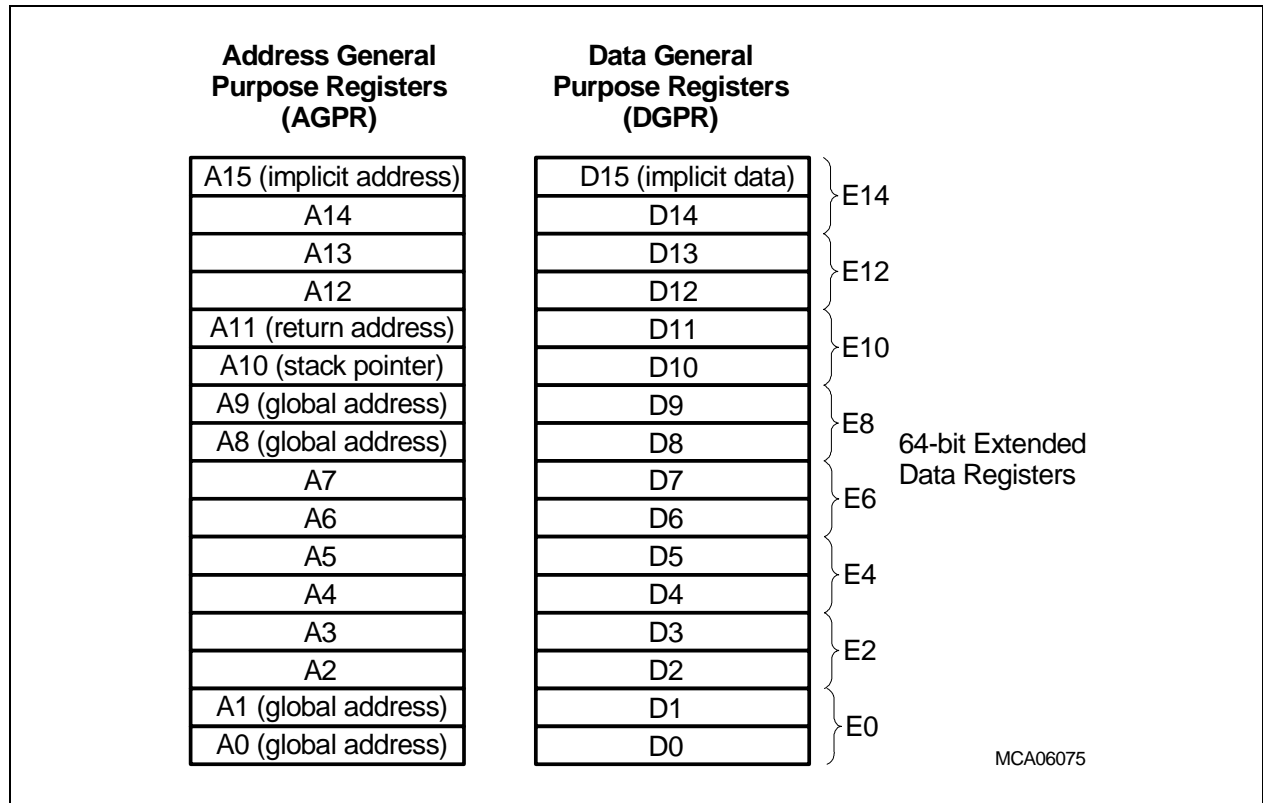 Address General
Purpose Registers
(AGPR)
Data General
Purpose Registers
(DGPR)
A15 (implicit address)
D15 (implicit data)
E14
A14
D14
A13
D13
E12
A12
D12
A11 (return address)
D11
E10
A10 (stack pointer)
D10
A9 (global address)
D9
E8
A8 (global address)
D8
64-bit Extended
Data Registers
A7
D7
E6
A6
D6
A5
D5
E4
A4
D4
A3
D3
E2
A2
D2
A1 (global address)
D1
E0
A0 (global address)
D0
MCA06075